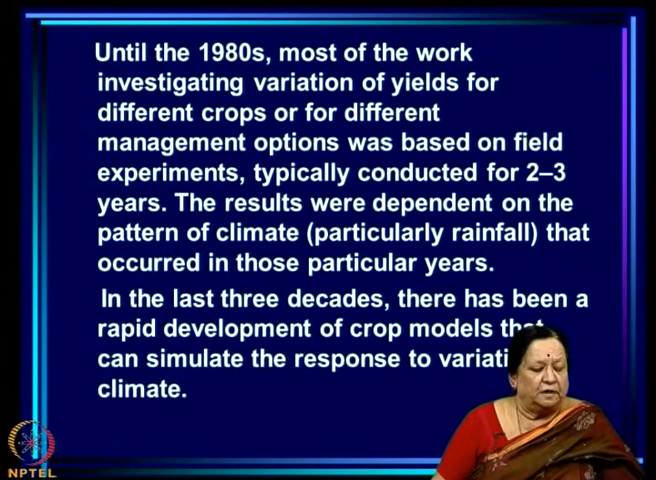 Until the 1980s, most of the work
investigating variation of yields for
different crops or for different
management options was based on field
experiments, typically conducted for 2–3
years. The results were dependent on the
pattern of climate (particularly rainfall) that
occurred in those particular years.
In the last three decades, there has been a
rapid development of crop models that
can simulate the response to variati
climate.
NPTEL